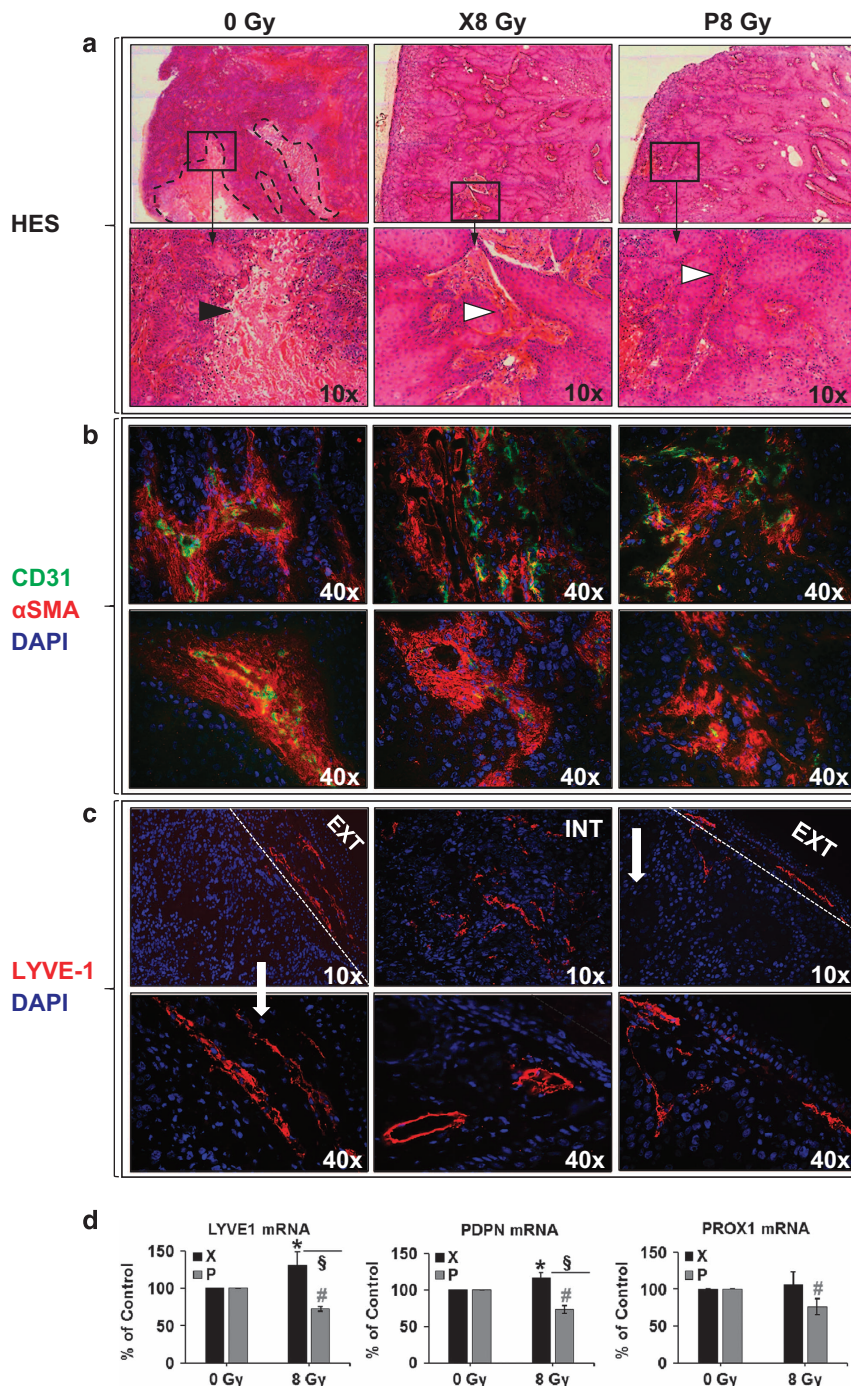 0 Gy X8 Gy P8 Gy
a
HES
10x 10x 10x
b
CD31
αSMA
DAPI
40x 40x 40x
40x 40x 40x
c
LYVE-1
DAPI
EXT INT EXT
10x 10x 10x
40x 40x 40x
d
LYVE1 mRNA
% of Control
150
100
50
0
X
P
* §
#
0 Gy 8 Gy
PDPN mRNA
% of Control
150
100
50
0
X
P
* §
#
0 Gy 8 Gy
PROX1 mRNA
% of Control
150
100
50
0
X
P
#
0 Gy 8 Gy